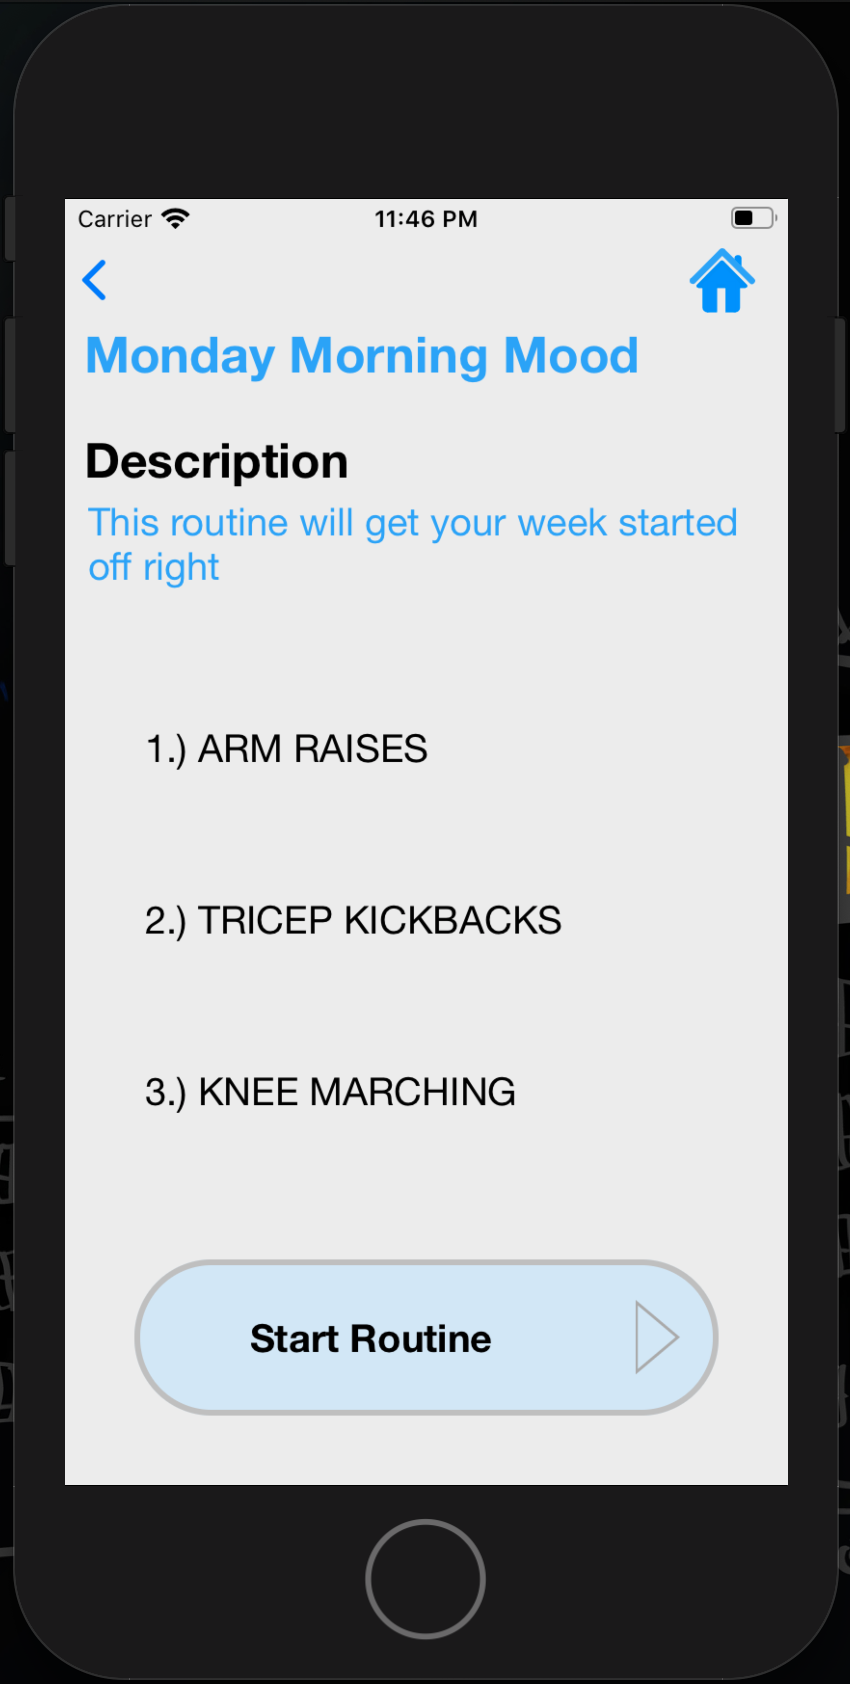 Carrier 11:46 PM
Monday Morning Mood
Description
This routine will get your week started
off right
1.) ARM RAISES
2.) TRICEP KICKBACKS
3.) KNEE MARCHING
Start Routine